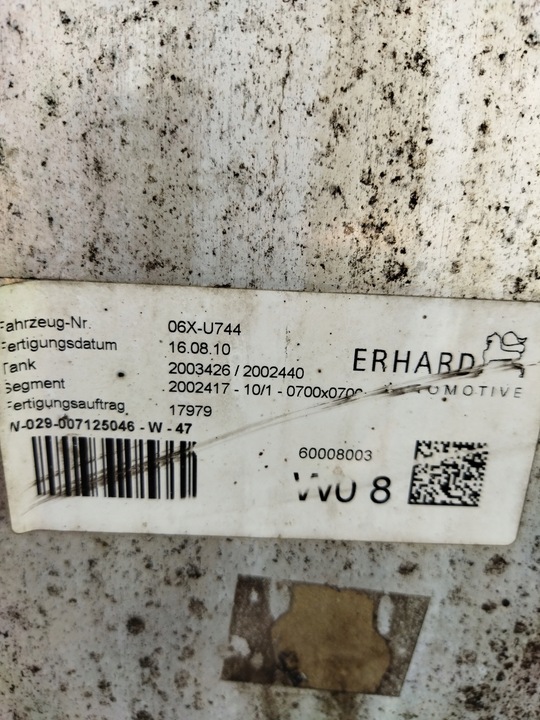 Fahrzeug-Nr. 06X-U744
Fertigungsdatum 16.08.10
Tank 2003426 / 2002440
Segment 2002417 - 10/1 - 0700x0700
Fertigungsauftrag 17979
ERHARD
AUTOMOTIVE
W-029-007125046 - W - 47
60008003
8